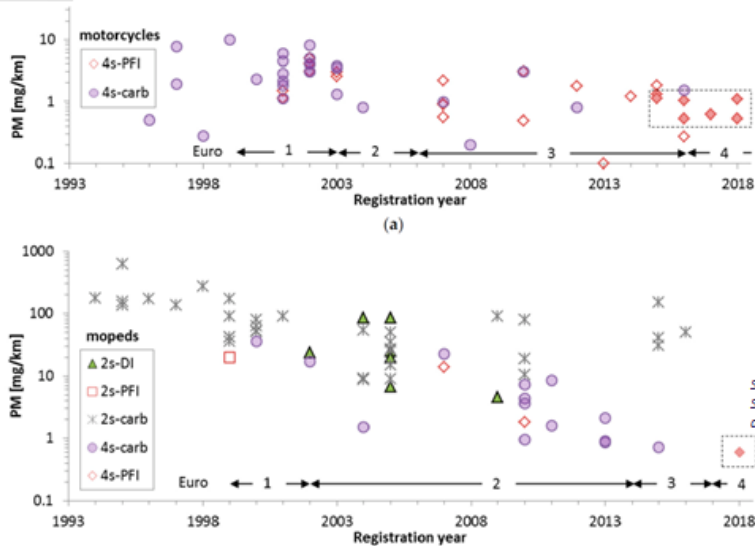 motorcycles
4s-PFI
4s-carb
PM [mg/km]
10
1
0.1
Euro 1 2 3 4
1993 1998 2003 2008 2013 2018
Registration year
(a)
1000
100
10
1
0.1
PM [mg/km]
mopeds
2s-DI
2s-PFI
2s-carb
4s-carb
4s-PFI
Euro 1 2 3 4
1993 1998 2003 2008 2013 2018
Registration year